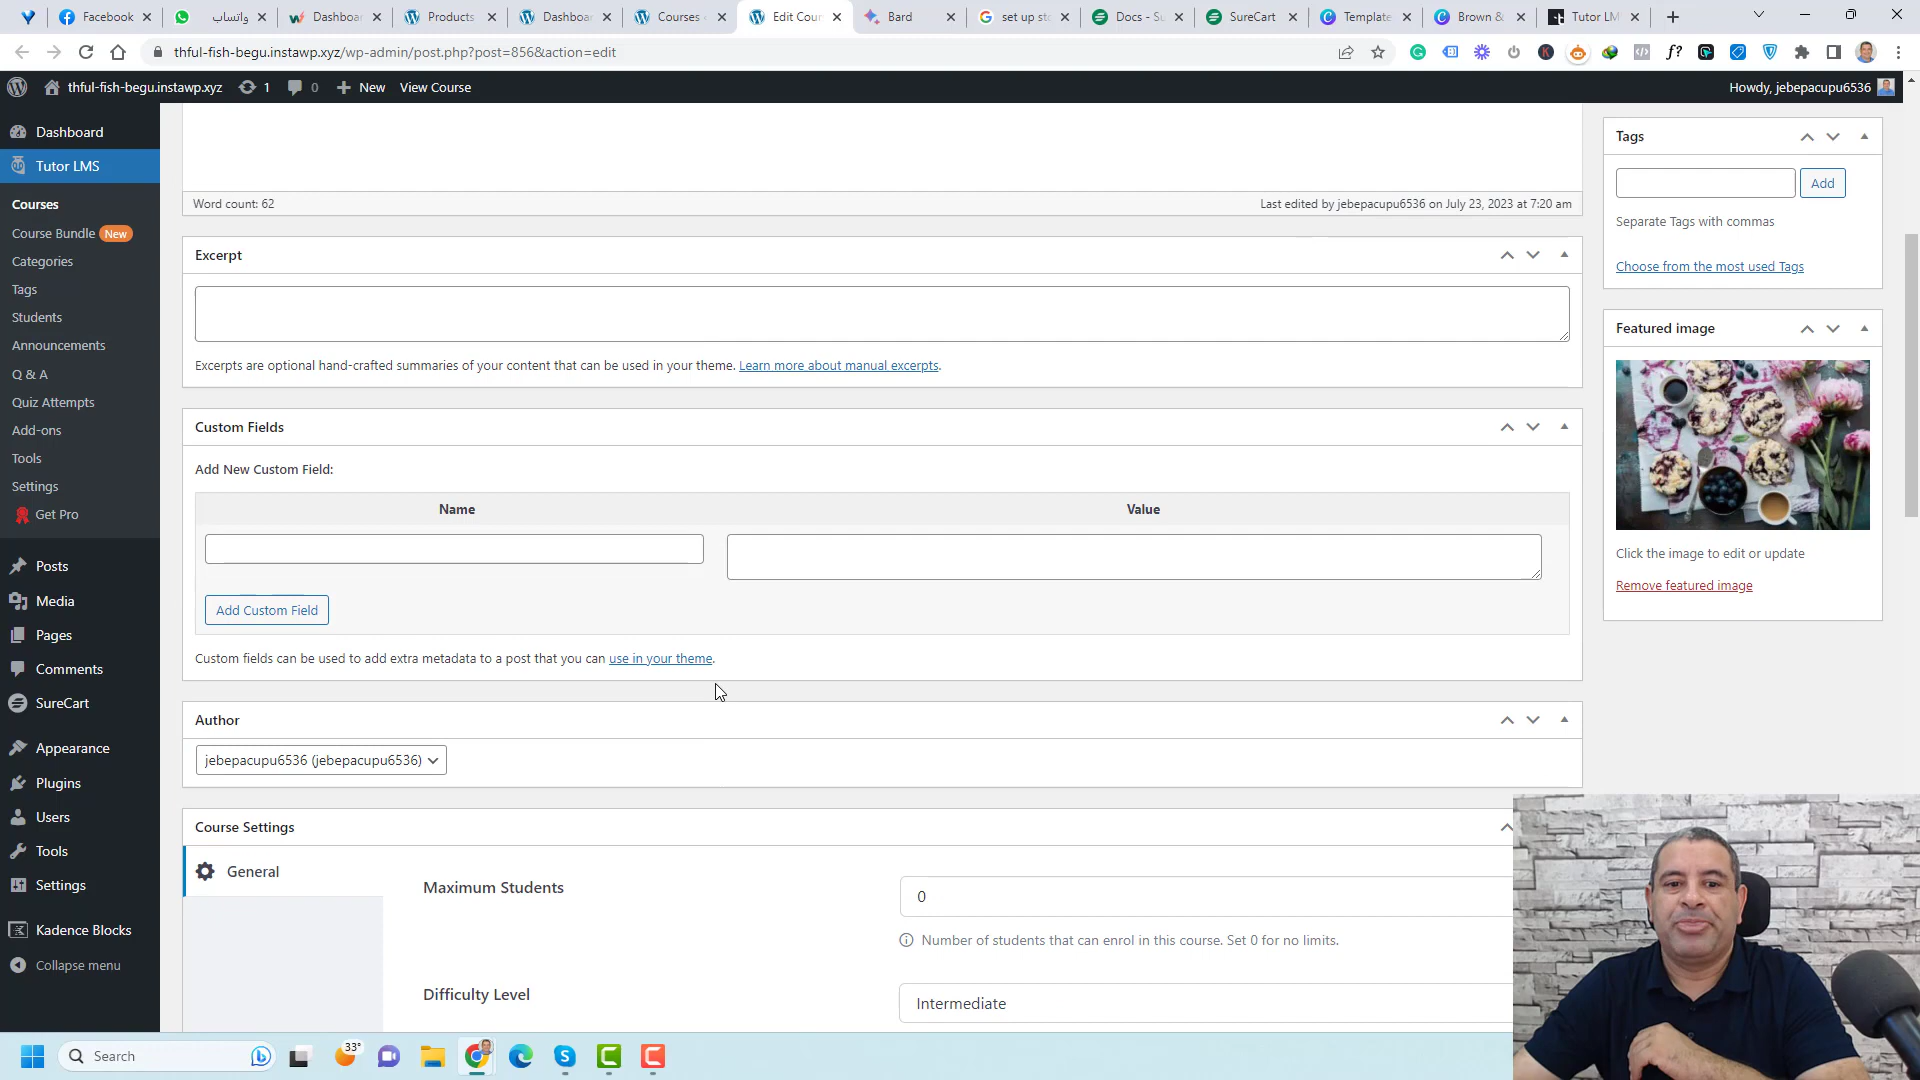 Facebook
واتساب
Dashboar
Products
Dashboar
Courses
Edit Cour
Bard
set up sto
Docs - Su
SureCart
Template
Brown &
Tutor LM
thful-fish-begu.instawp.xyz/wp-admin/post.php?post=856&action=edit
thful-fish-begu.instawp.xyz
1
0
New
View Course
Howdy, jebepacupu6536
Dashboard
Tutor LMS
Courses
Course Bundle New
Categories
Tags
Students
Announcements
Q & A
Quiz Attempts
Add-ons
Tools
Settings
Get Pro
Posts
Media
Pages
Comments
SureCart
Appearance
Plugins
Users
Tools
Settings
Kadence Blocks
Collapse menu
Word count: 62
Last edited by jebepacupu6536 on July 23, 2023 at 7:20 am
Excerpt
Excerpts are optional hand-crafted summaries of your content that can be used in your theme. Learn more about manual excerpts.
Custom Fields
Add New Custom Field:
Name
Value
Add Custom Field
Custom fields can be used to add extra metadata to a post that you can use in your theme.
Author
jebepacupu6536 (jebepacupu6536)
Course Settings
General
Maximum Students
0
Number of students that can enrol in this course. Set 0 for no limits.
Difficulty Level
Intermediate
Tags
Add
Separate Tags with commas
Choose from the most used Tags
Featured image
Click the image to edit or update
Remove featured image
Search
33°